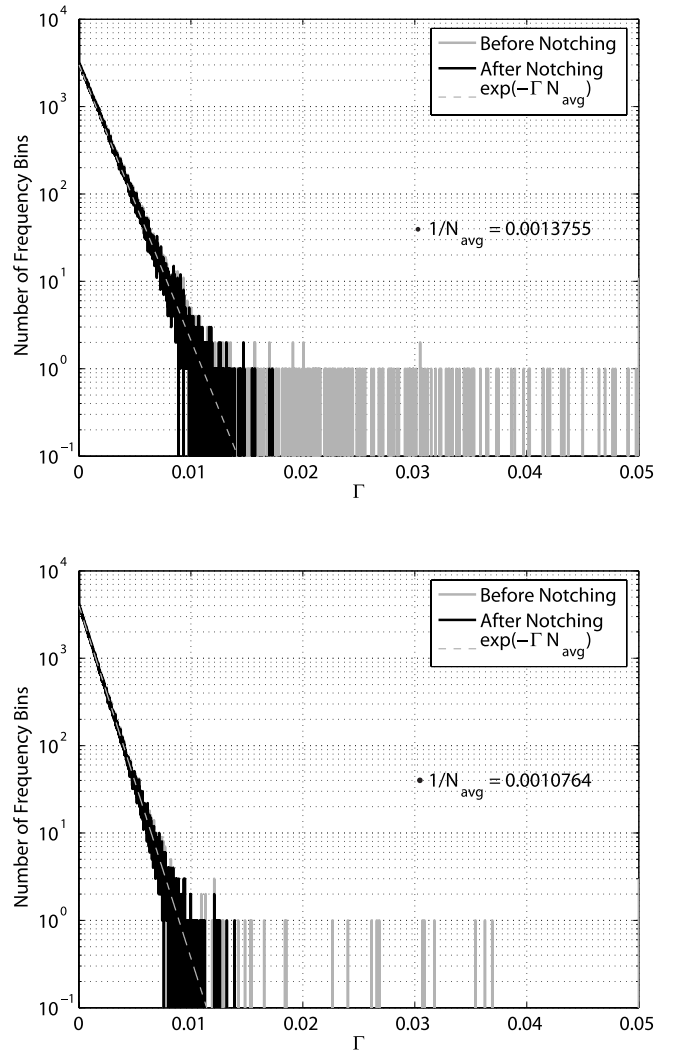 10^4
10^3
10^2
10^1
10^0
10^−1
Number of Frequency Bins
Before Notching
After Notching
exp(−Γ N_avg)
• 1/N_avg = 0.0013755
0 0.01 0.02 0.03 0.04 0.05
Γ
10^4
10^3
10^2
10^1
10^0
10^−1
Number of Frequency Bins
Before Notching
After Notching
exp(−Γ N_avg)
• 1/N_avg = 0.0010764
0 0.01 0.02 0.03 0.04 0.05
Γ